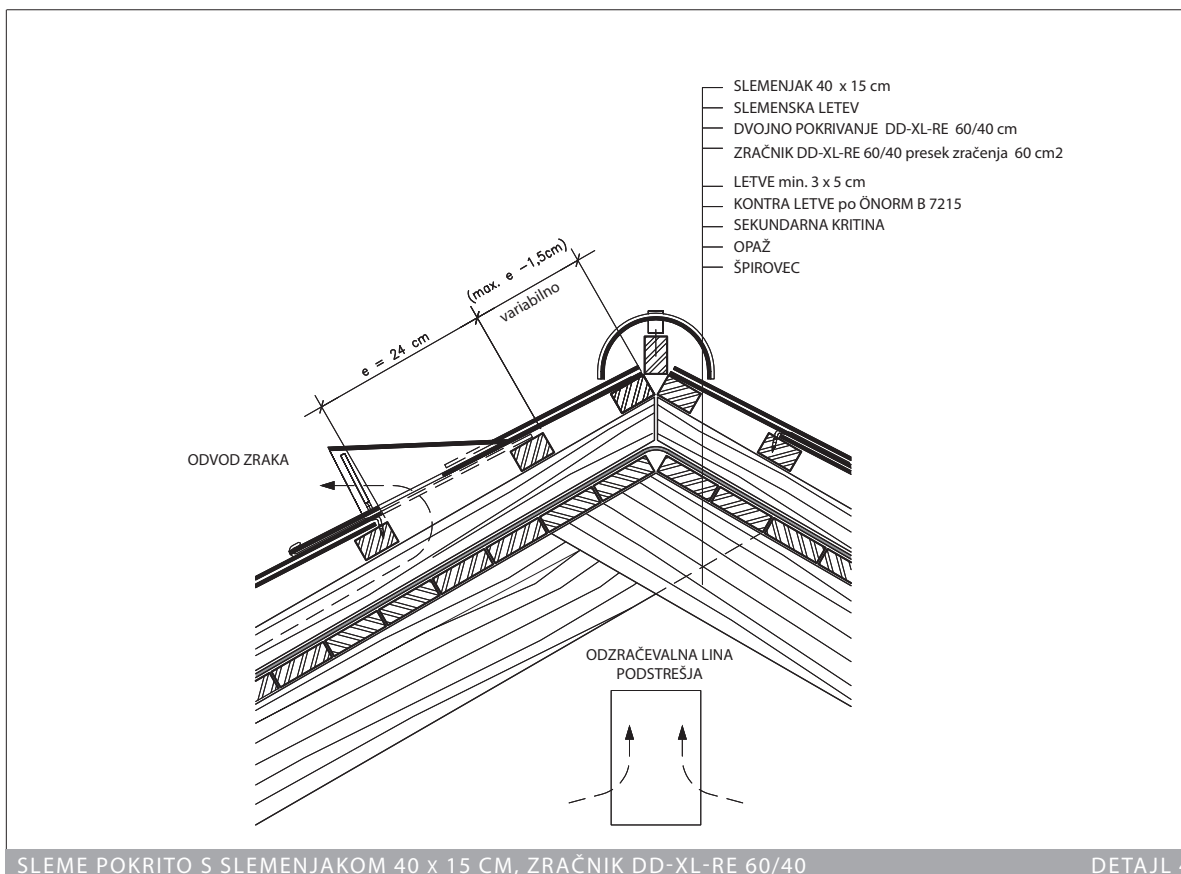 SLEMENJAK 40 x 15 cm
SLEMENSKA LETEV
DVOJNO POKRIVANJE DD-XL-RE 60/40 cm
ZRAČNIK DD-XL-RE 60/40 presek zračenja 60 cm2
LETVE min. 3 x 5 cm
KONTRA LETVE po ÖNORM B 7215
SEKUNDARNA KRITINA
OPAŽ
ŠPIROVEC
(max. e -1,5cm)
variabilno
e = 24 cm
ODVOD ZRAKA
ODZRAČEVALNA LINA
PODSTREŠJA
SLEME POKRITO S SLEMENJAKOM 40 x 15 CM, ZRAČNIK DD-XL-RE 60/40
DETAJL